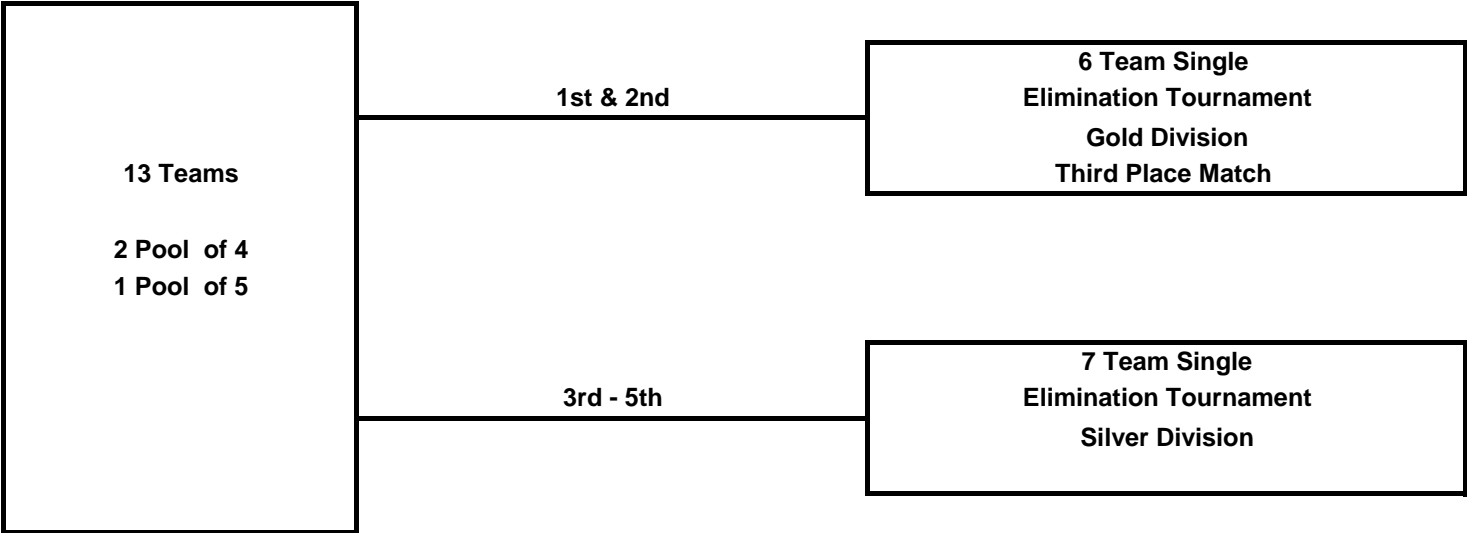 13 Teams
2 Pool of 4
1 Pool of 5
1st & 2nd
6 Team Single
Elimination Tournament
Gold Division
Third Place Match
3rd - 5th
7 Team Single
Elimination Tournament
Silver Division